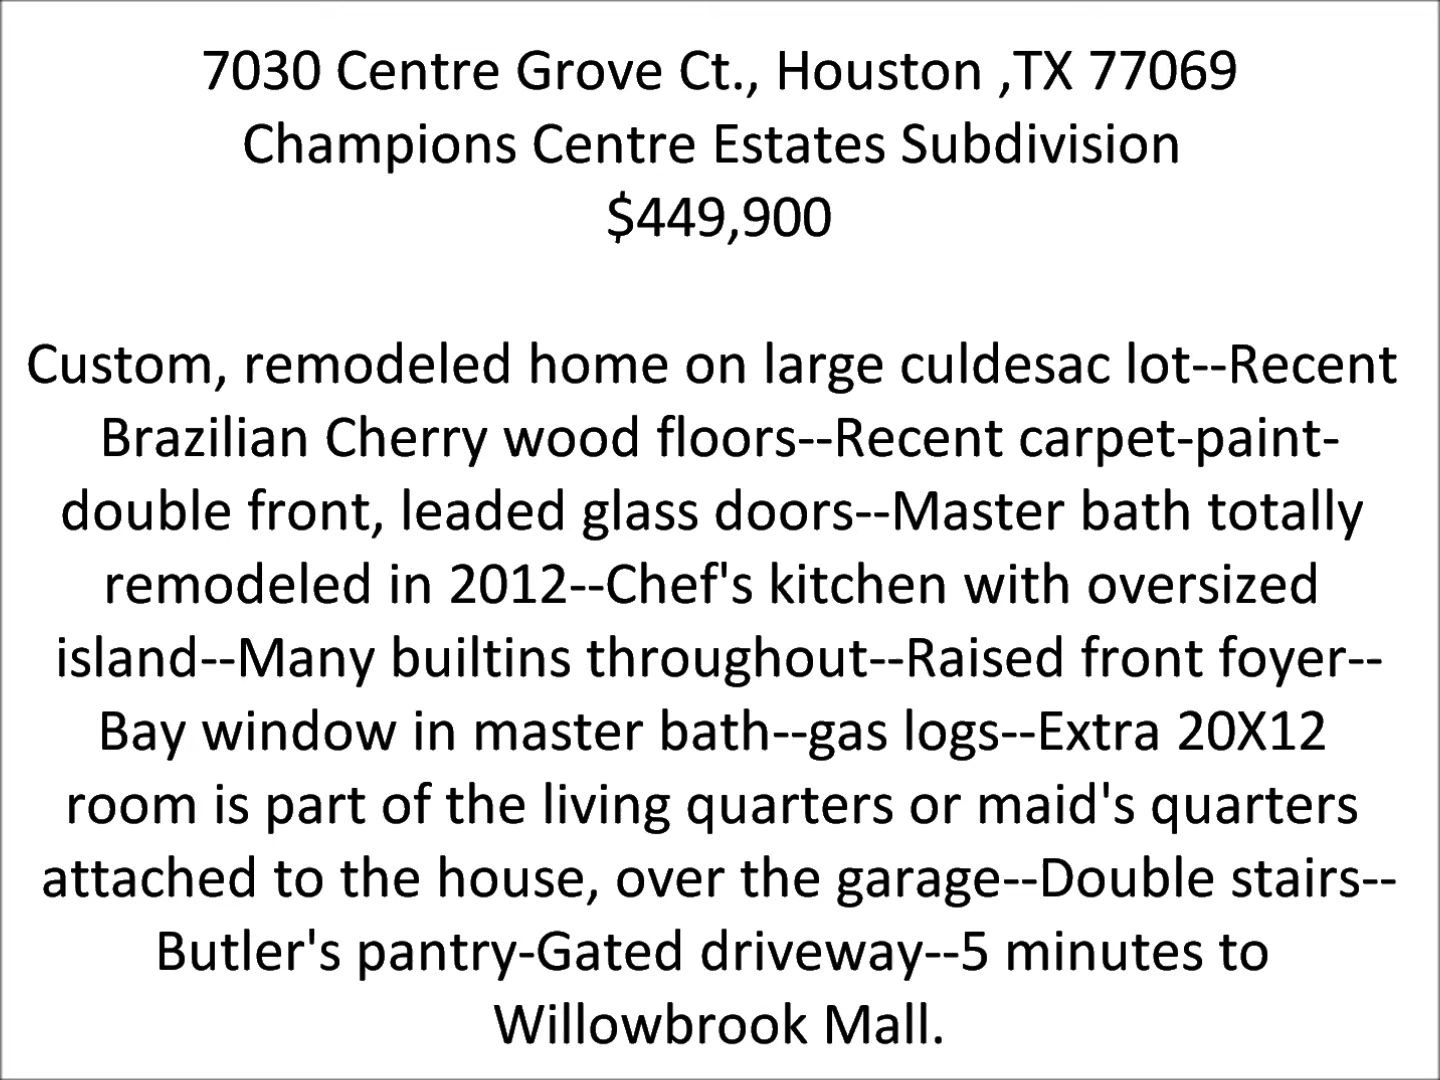 7030 Centre Grove Ct., Houston ,TX 77069
Champions Centre Estates Subdivision
$449,900
Custom, remodeled home on large culdesac lot--Recent
Brazilian Cherry wood floors--Recent carpet-paint-
double front, leaded glass doors--Master bath totally
remodeled in 2012--Chef's kitchen with oversized
island--Many builtins throughout--Raised front foyer--
Bay window in master bath--gas logs--Extra 20X12
room is part of the living quarters or maid's quarters
attached to the house, over the garage--Double stairs--
Butler's pantry-Gated driveway--5 minutes to
Willowbrook Mall.